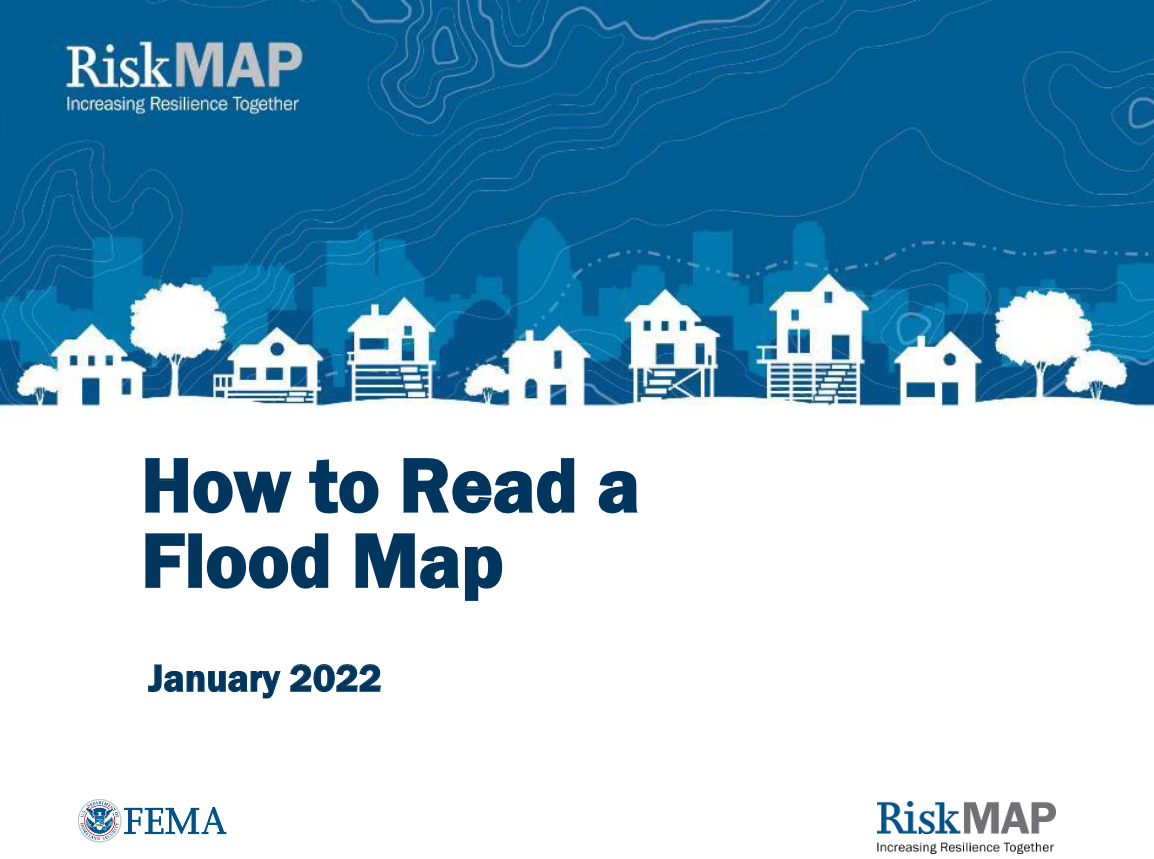 RiskMAP
Increasing Resilience Together
How to Read a
Flood Map
January 2022
FEMA
RiskMAP
Increasing Resilience Together